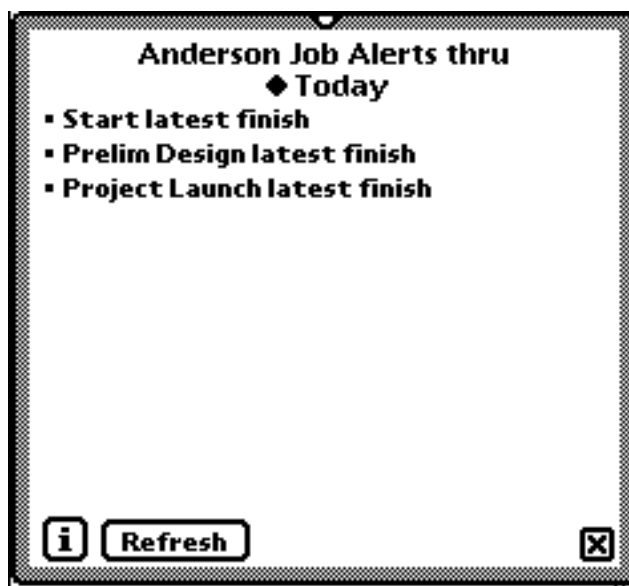 Anderson Job Alerts thru
◆ Today
▪ Start latest finish
▪ Prelim Design latest finish
▪ Project Launch latest finish
i Refresh